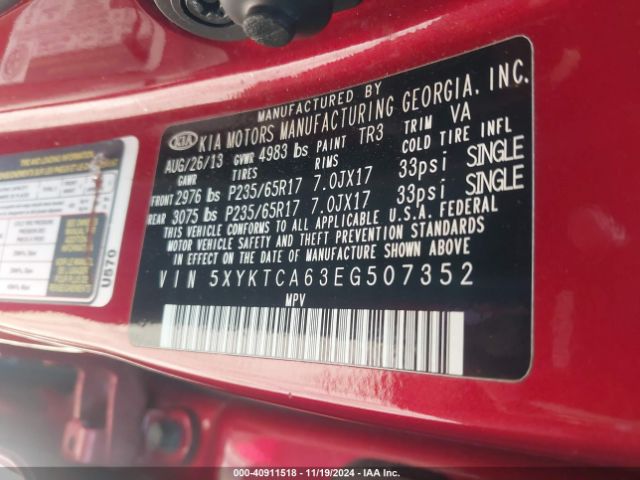 MANUFACTURED BY
KIA KIA MOTORS MANUFACTURING GEORGIA, INC.
AUG/26/13 GVWR 4983 lbs PAINT TR3 TRIM VA
GAWR TIRES RIMS COLD TIRE INFL
FRONT 2976 lbs P235/65R17 7.0JX17 33psi SINGLE
REAR 3075 lbs P235/65R17 7.0JX17 33psi SINGLE
THIS VEHICLE CONFORMS TO ALL APPLICABLE U.S.A. FEDERAL
MOTOR VEHICLE SAFETY AND THEFT PREVENTION STANDARDS
IN EFFECT ON THE DATE OF MANUFACTURE SHOWN ABOVE.
VIN 5XYKTCA63EG507352
MPV
U570
000-40911518 - 11/19/2024 - IAA Inc.